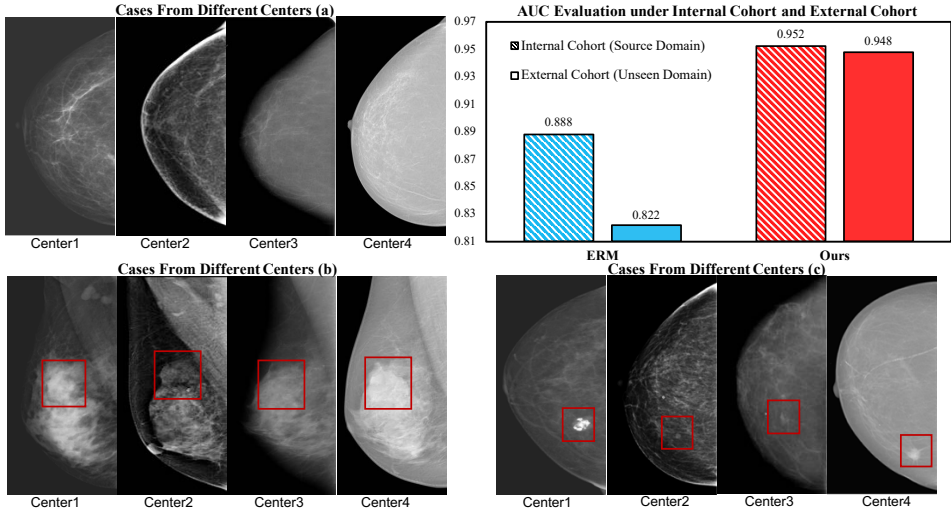 Cases From Different Centers (a)
Center1 Center2 Center3 Center4
AUC Evaluation under Internal Cohort and External Cohort
0.97
0.95
0.93
0.91
0.89
0.87
0.85
0.83
0.81
Internal Cohort (Source Domain)
External Cohort (Unseen Domain)
0.888
0.822
0.952
0.948
ERM Ours
Cases From Different Centers (b)
Center1 Center2 Center3 Center4
Cases From Different Centers (c)
Center1 Center2 Center3 Center4